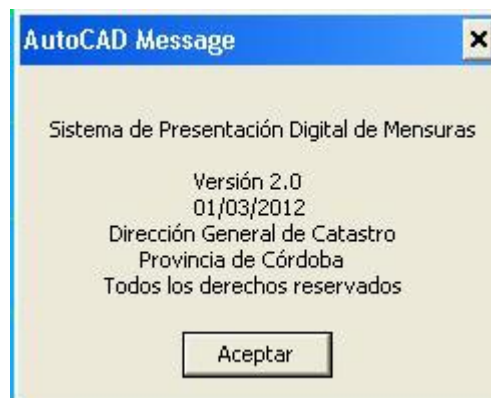 AutoCAD Message
Sistema de Presentación Digital de Mensuras
Versión 2.0
01/03/2012
Dirección General de Catastro
Provincia de Córdoba
Todos los derechos reservados
Aceptar